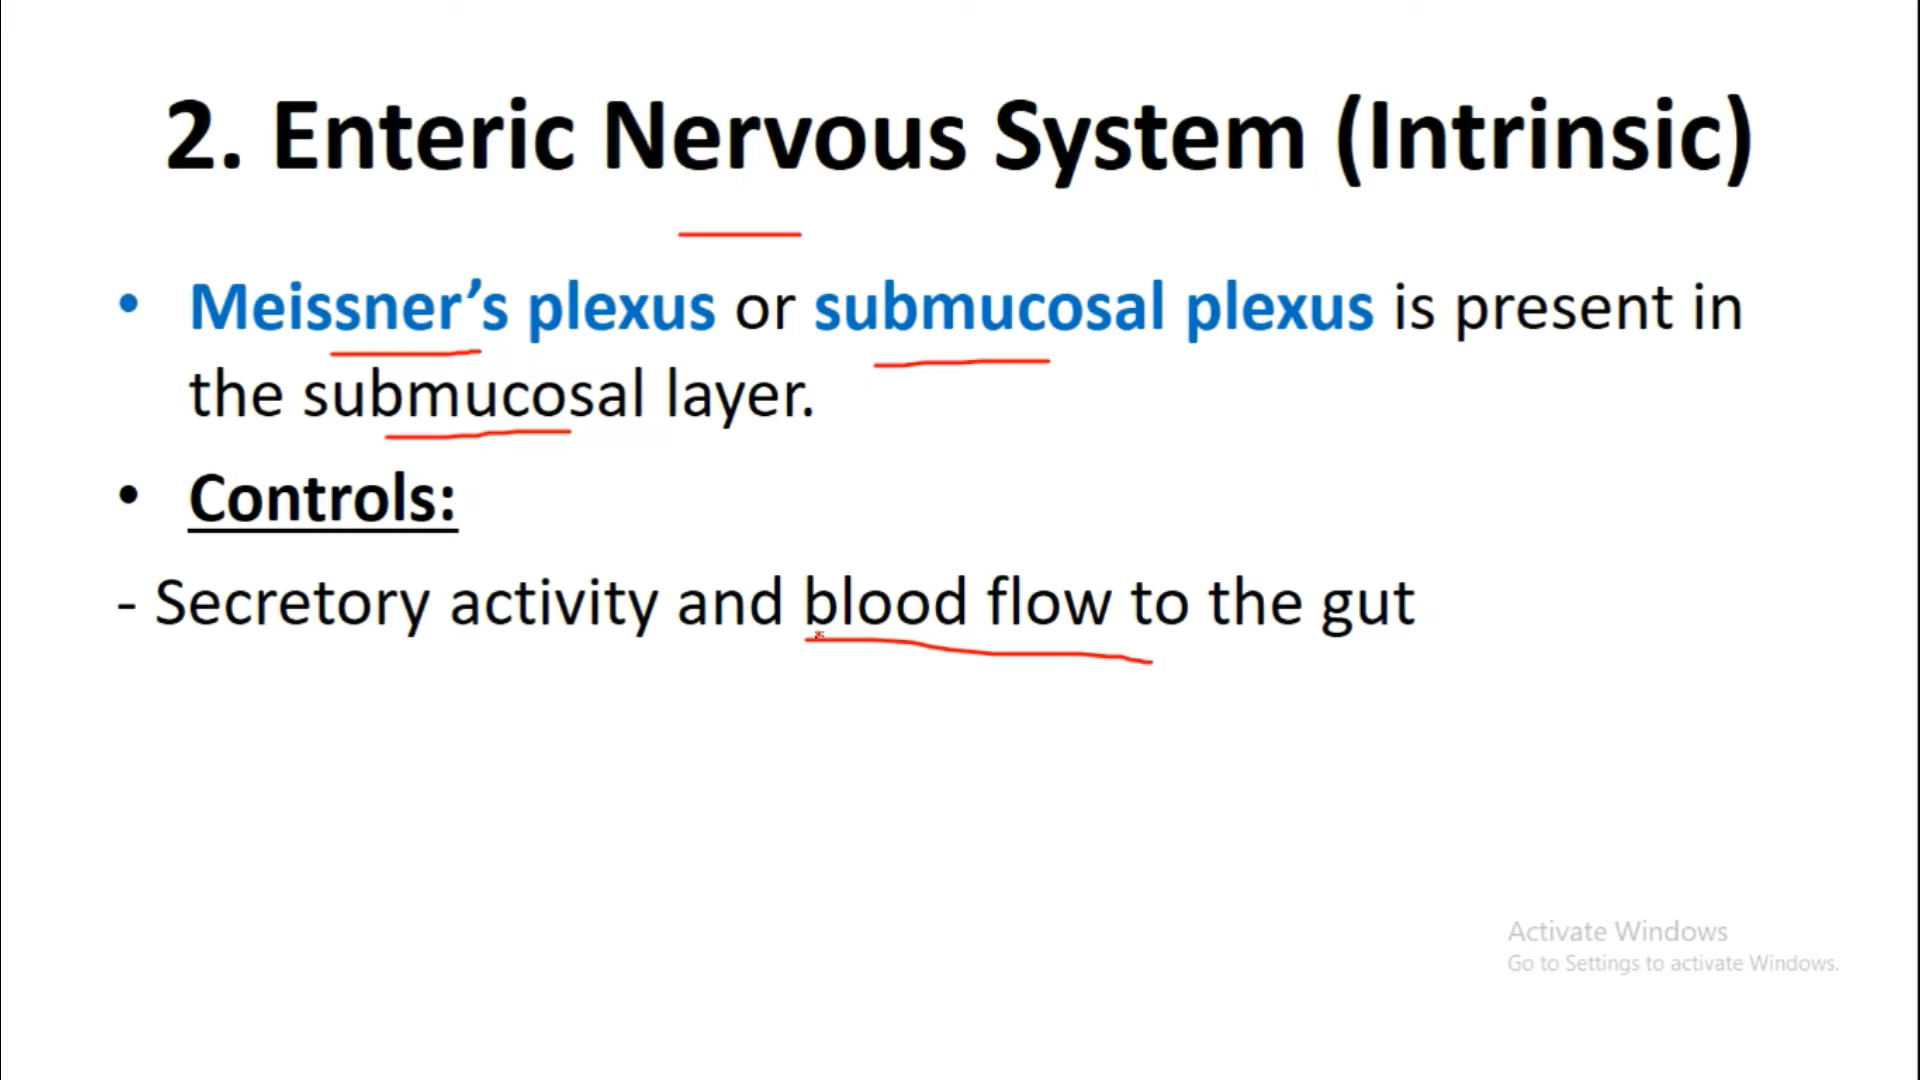 2. Enteric Nervous System (Intrinsic)
• Meissner’s plexus or submucosal plexus is present in
the submucosal layer.
• Controls:
- Secretory activity and blood flow to the gut
Activate Windows
Go to Settings to activate Windows.